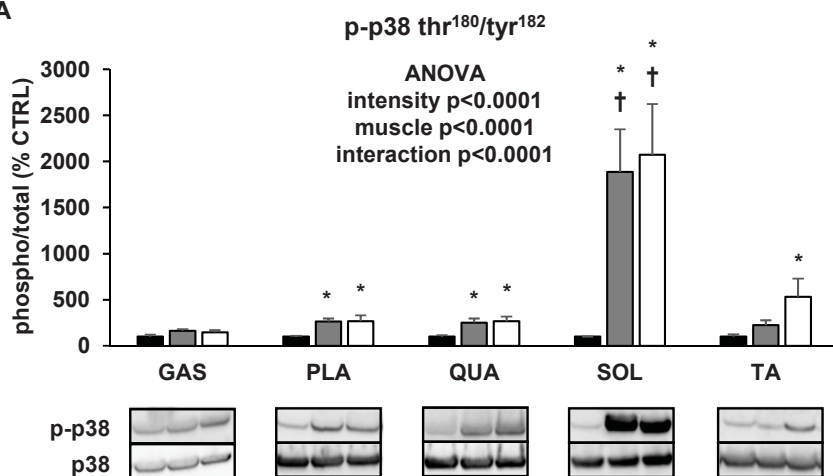 A
p-p38 thr180/tyr182
ANOVA
intensity p<0.0001
muscle p<0.0001
interaction p<0.0001
phospho/total (% CTRL)
3000
2500
2000
1500
1000
500
0
* * * * * † * † *
GAS PLA QUA SOL TA
p-p38
p38